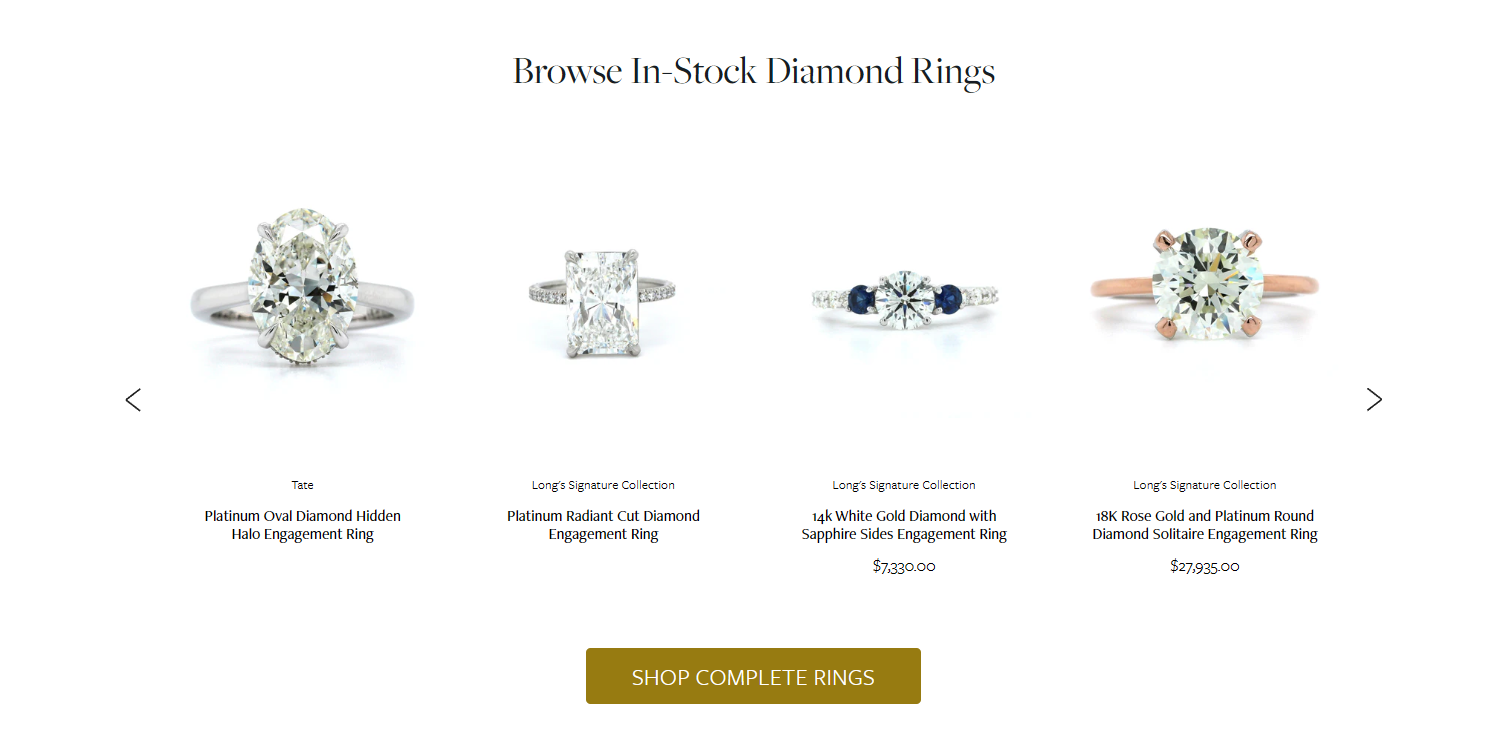 Browse In-Stock Diamond Rings
Tate
Platinum Oval Diamond Hidden
Halo Engagement Ring
Long's Signature Collection
Platinum Radiant Cut Diamond
Engagement Ring
Long's Signature Collection
14k White Gold Diamond with
Sapphire Sides Engagement Ring
$7,330.00
Long's Signature Collection
18K Rose Gold and Platinum Round
Diamond Solitaire Engagement Ring
$27,935.00
SHOP COMPLETE RINGS